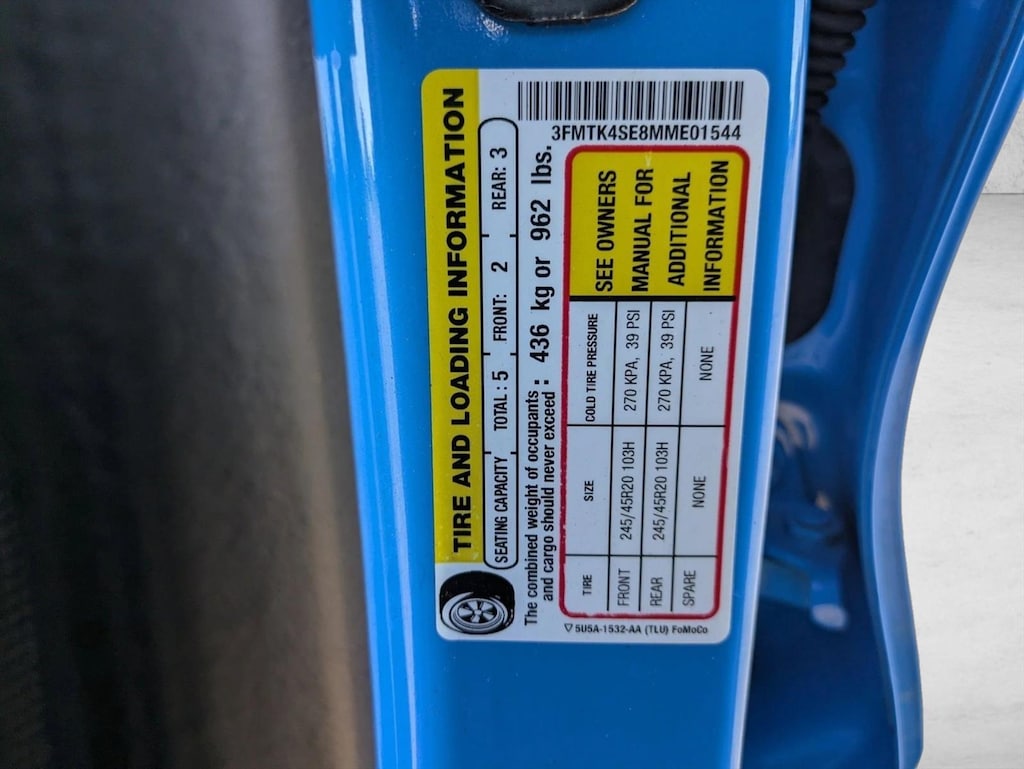 3FMTK4SE8MME01544
TIRE AND LOADING INFORMATION
SEATING CAPACITY TOTAL : 5 FRONT: 2 REAR: 3
The combined weight of occupants
and cargo should never exceed : 436 kg or 962 lbs.
TIRE SIZE COLD TIRE PRESSURE
FRONT 245/45R20 103H 270 KPA, 39 PSI
REAR 245/45R20 103H 270 KPA, 39 PSI
SPARE NONE NONE
SEE OWNERS
MANUAL FOR
ADDITIONAL
INFORMATION
5U5A-1532-AA (TLU) FoMoCo